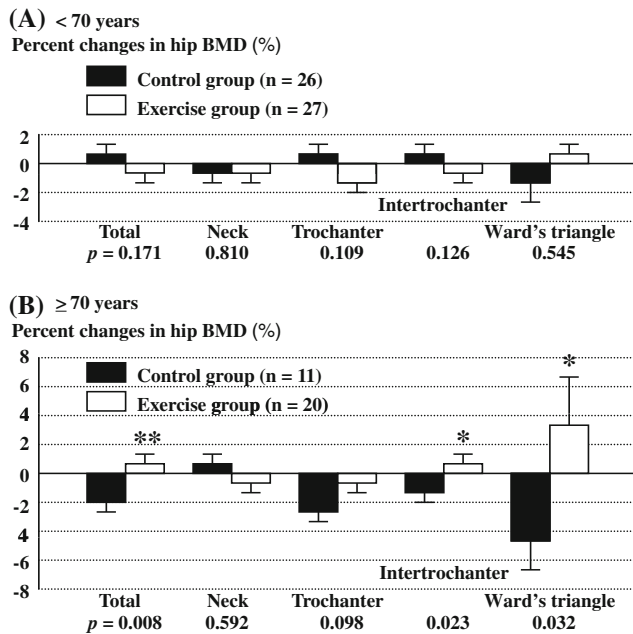 (A) < 70 years
Percent changes in hip BMD (%)
Control group (n = 26)
Exercise group (n = 27)
2
0
-2
-4
Intertrochanter
Total Neck Trochanter Ward's triangle
p = 0.171 0.810 0.109 0.126 0.545
(B) ≥ 70 years
Percent changes in hip BMD (%)
8
6
4
2
0
-2
4
-6
-8
Control group (n = 11)
Exercise group (n = 20)
** * *
Intertrochanter
Total Neck Trochanter Ward's triangle
p = 0.008 0.592 0.098 0.023 0.032